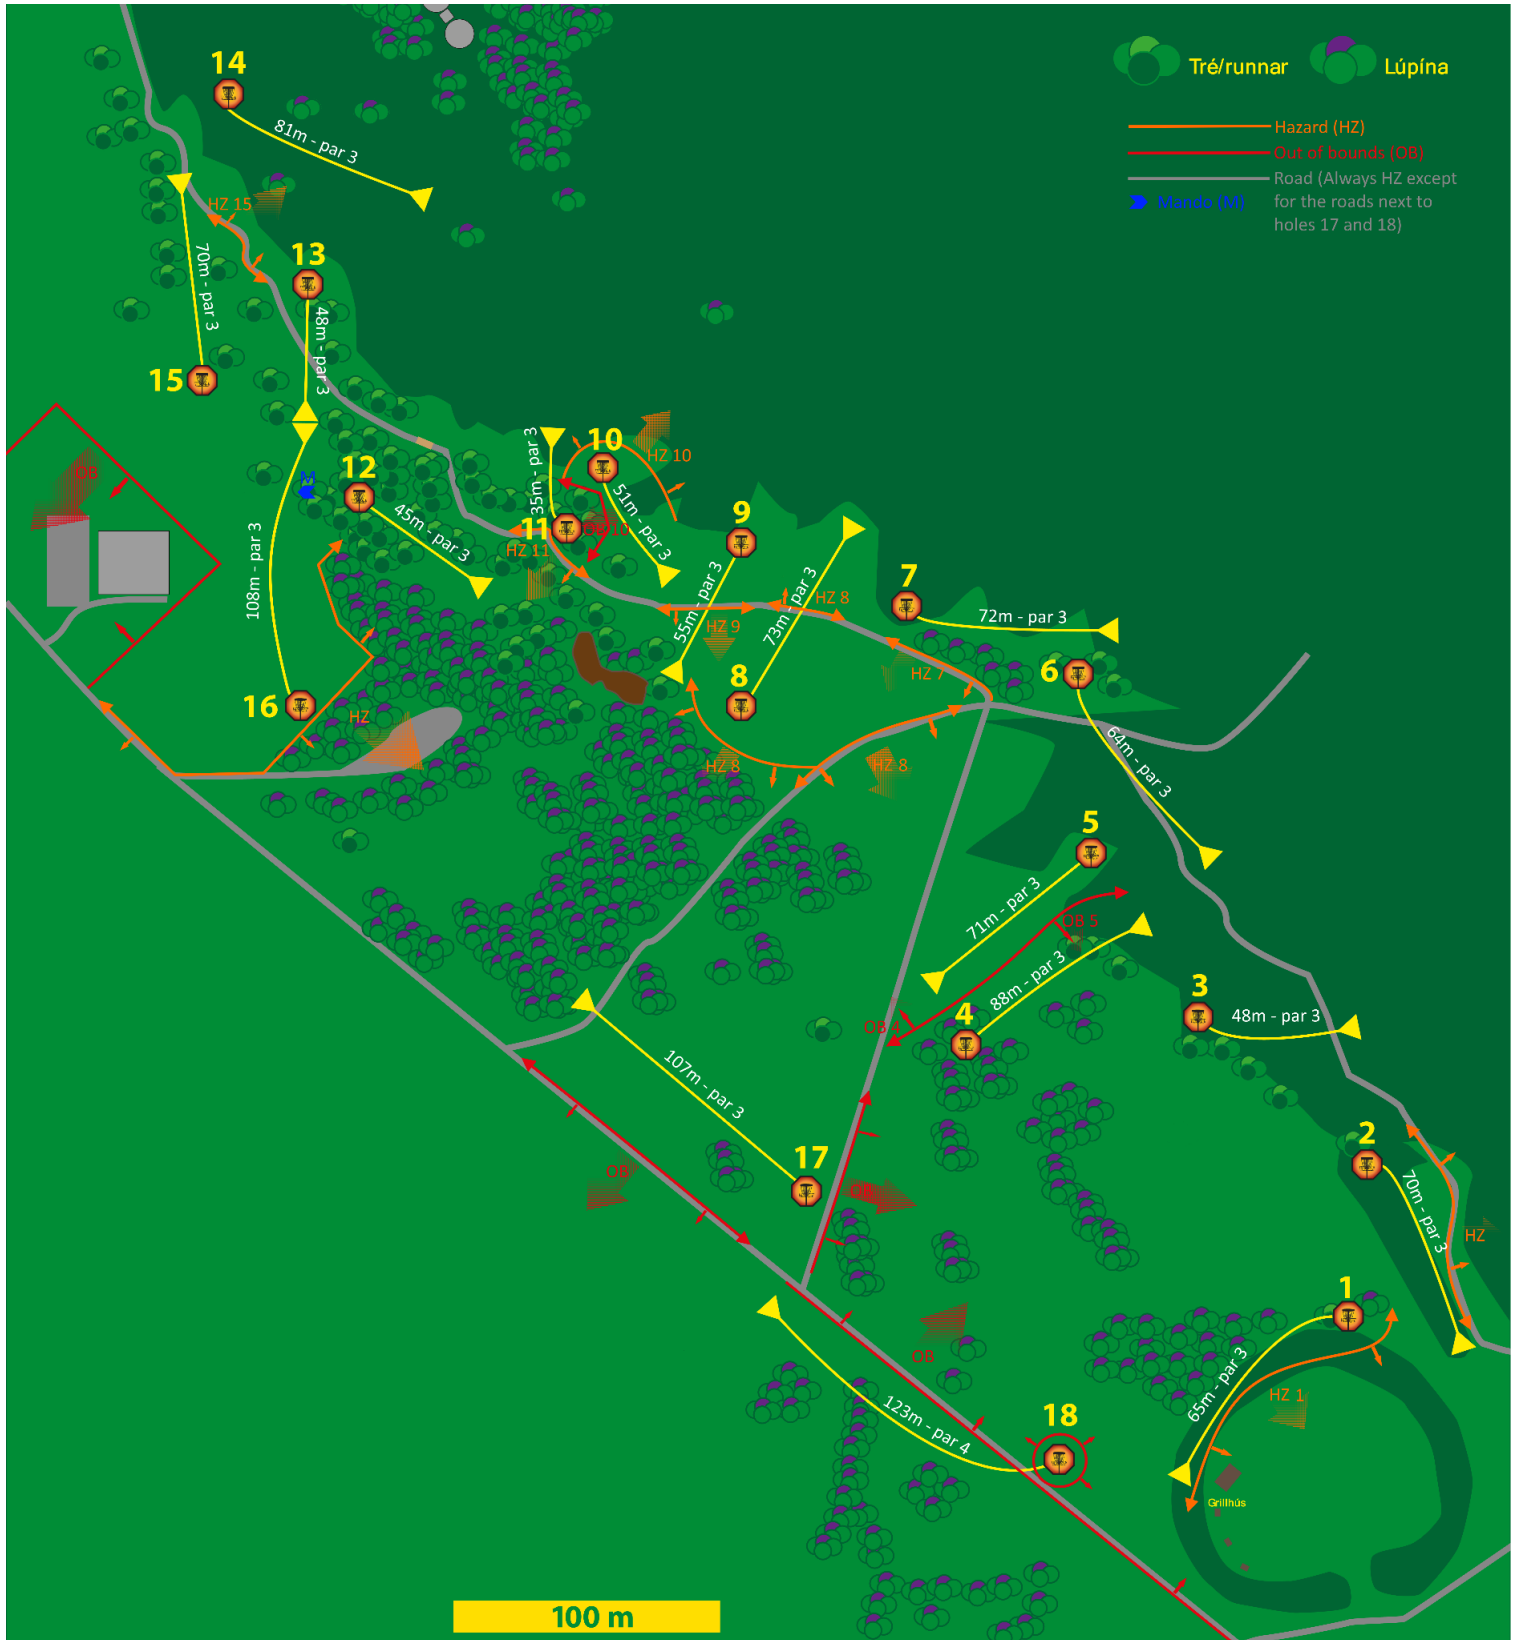 14
81m - par 3
Tré/runnar
Lúpína
Hazard (HZ)
Out of bounds (OB)
Road (Always HZ except
for the roads next to
holes 17 and 18)
Mando (M)
HZ 15
70m - par 3
13
48m - par 3
15
OB
M
12
45m - par 3
35m - par 3
10
HZ 10
51m - par 3
OB 10
11
HZ 11
9
55m - par 3
HZ 9
73m - par 3
HZ 8
7
72m - par 3
HZ 7
6
64m - par 3
108m - par 3
16
HZ
8
HZ 8
HZ 8
5
71m - par 3
OB 5
88m - par 3
4
OB 4
3
48m - par 3
107m - par 3
17
OB
OB
2
70m - par 3
HZ
1
65m - par 3
HZ 1
OB
123m - par 4
18
Grillhús
100 m